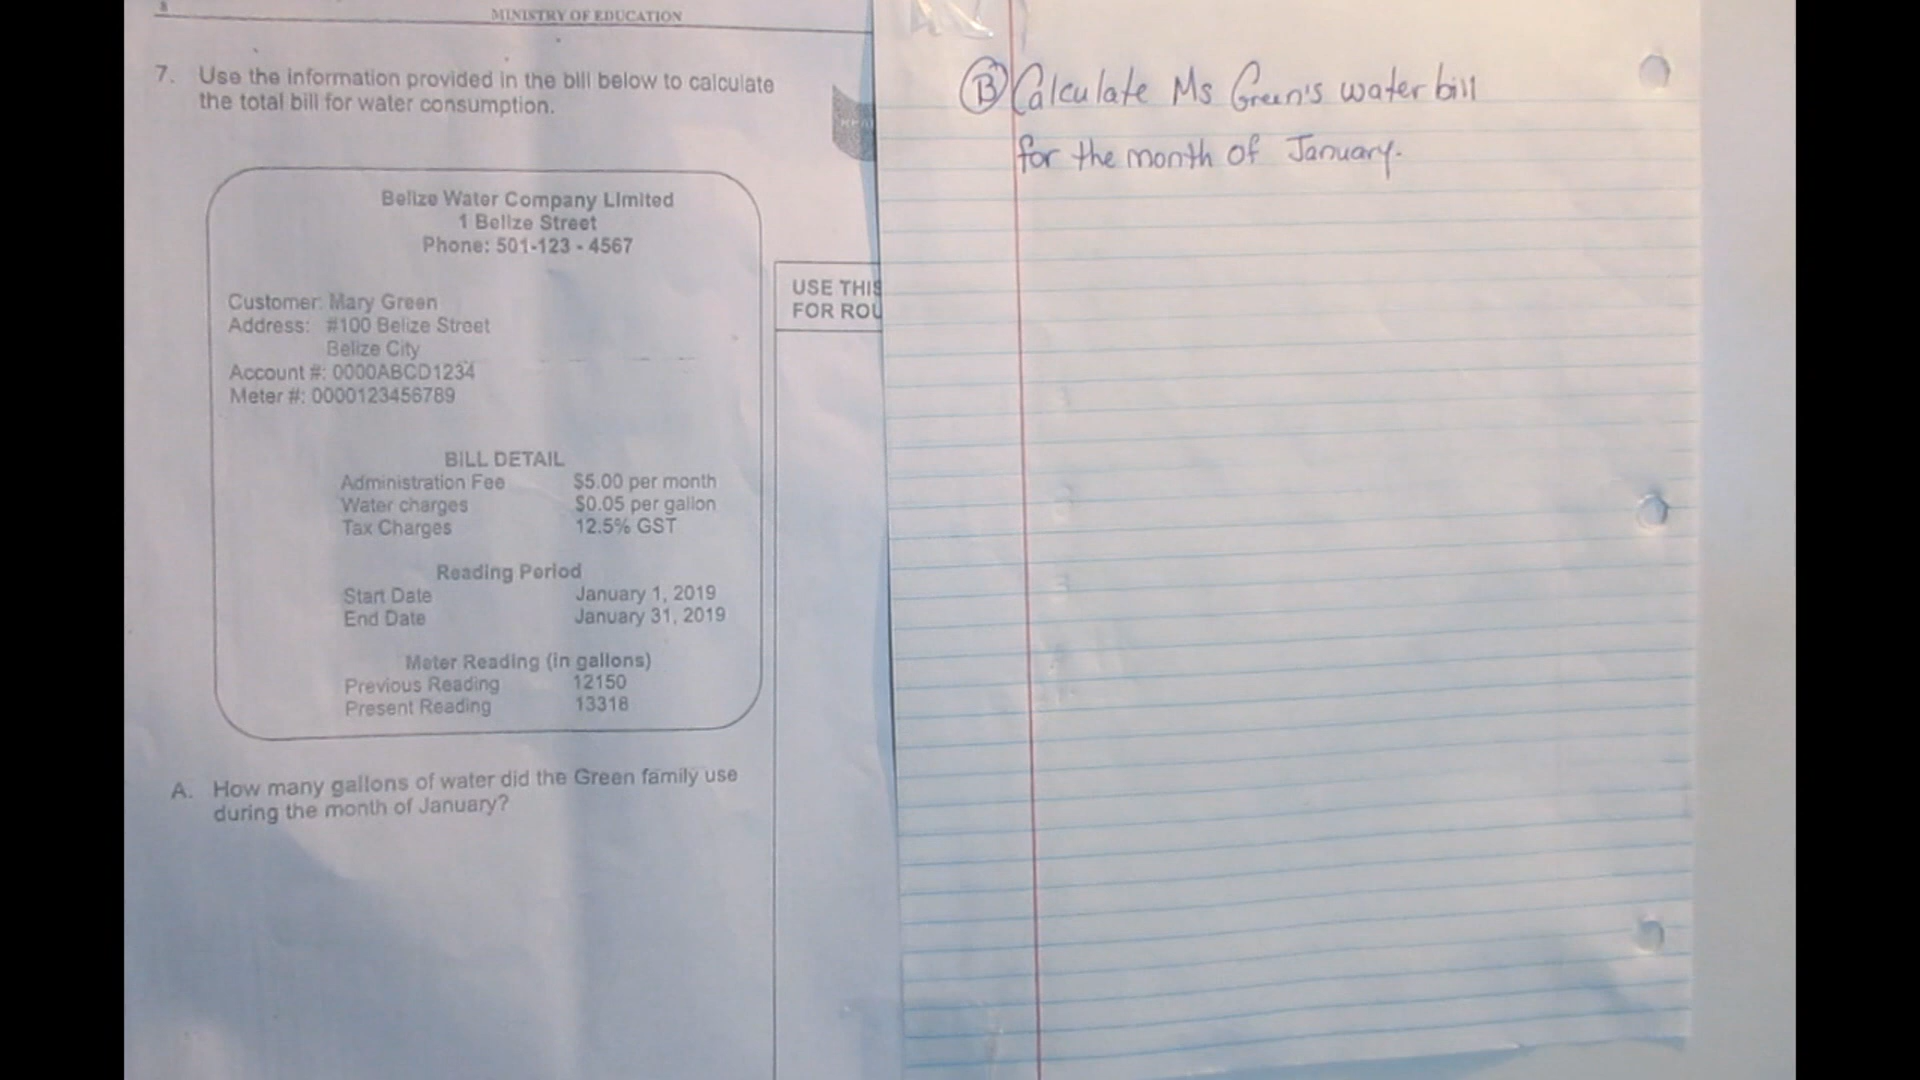 8
MINISTRY OF EDUCATION
7. Use the information provided in the bill below to calculate
the total bill for water consumption.
Belize Water Company Limited
1 Belize Street
Phone: 501-123 - 4567
Customer: Mary Green
Address: #100 Belize Street
Belize City
Account #: 0000ABCD1234
Meter #: 0000123456789
BILL DETAIL
Administration Fee $5.00 per month
Water charges $0.05 per gallon
Tax Charges 12.5% GST
Reading Period
Start Date January 1, 2019
End Date January 31, 2019
Meter Reading (in gallons)
Previous Reading 12150
Present Reading 13318
A. How many gallons of water did the Green family use
during the month of January?
USE THIS
FOR ROU
B Calculate Ms Green's water bill
for the month of January.